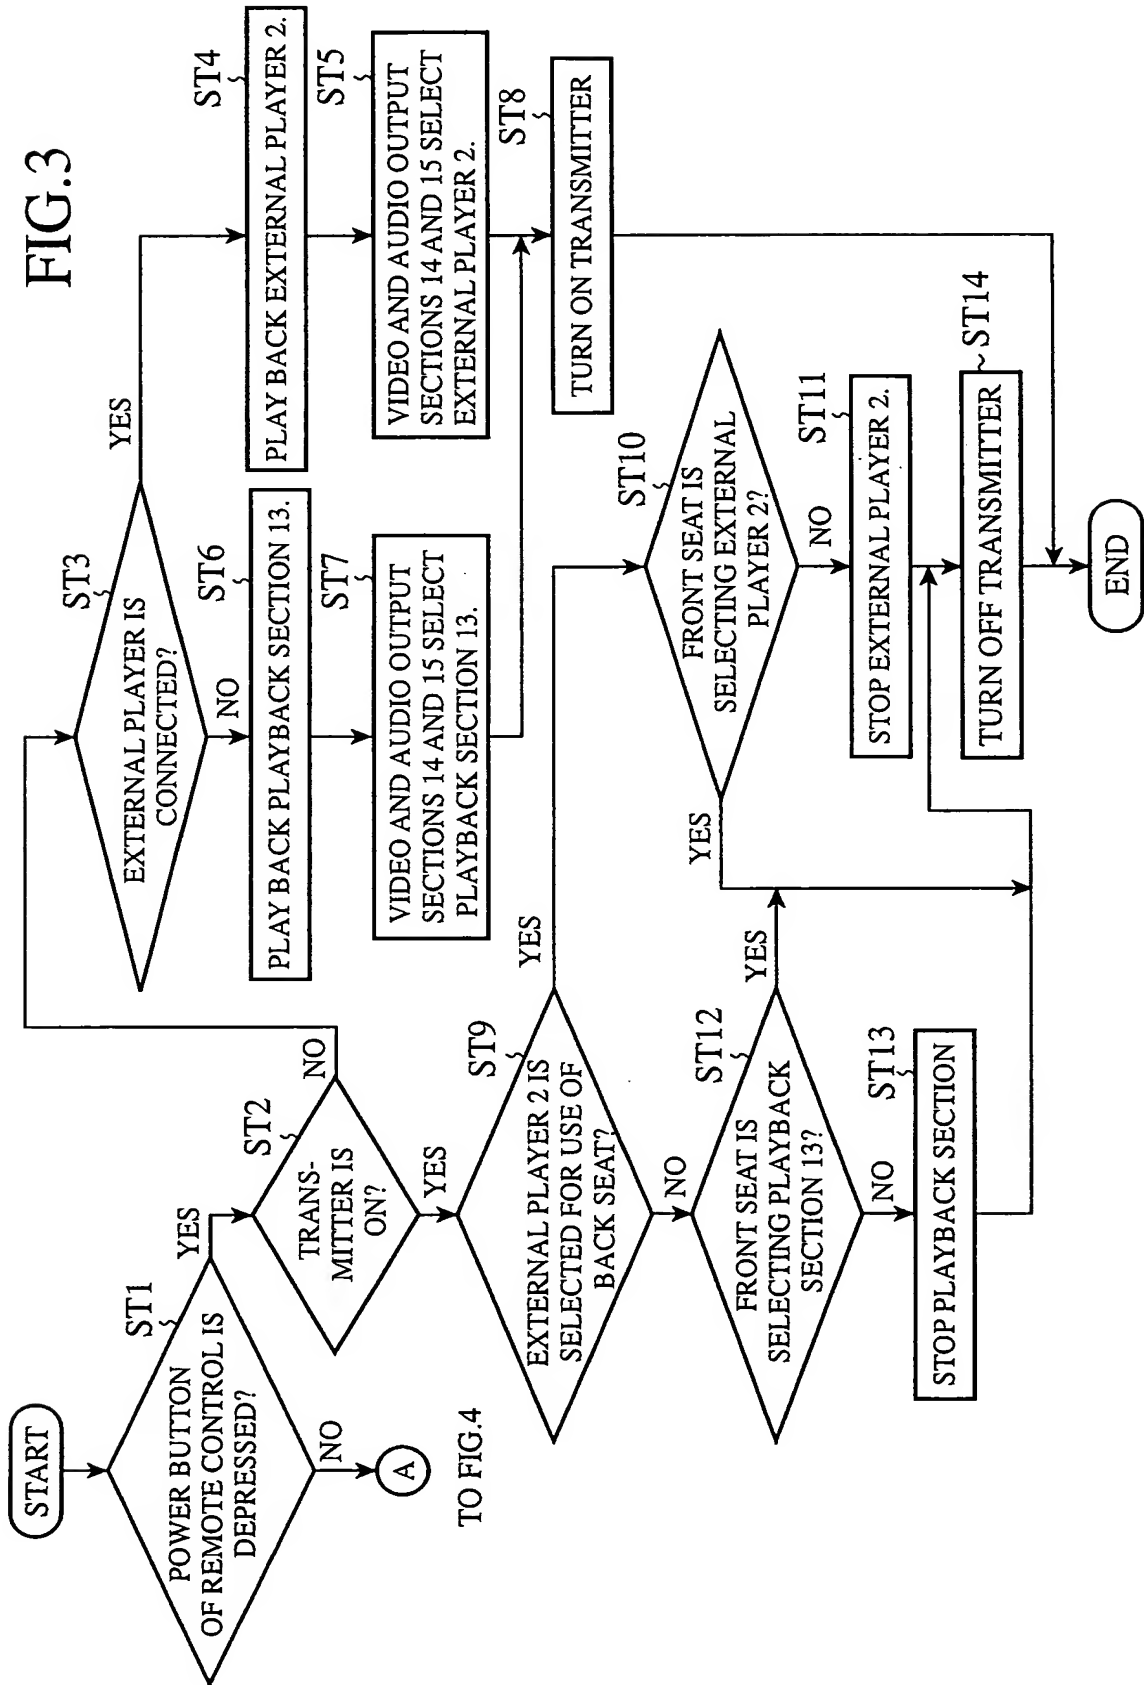 FIG.3
START
ST1
POWER BUTTON
OF REMOTE CONTROL IS
DEPRESSED?
YES
NO
A
TO FIG.4
ST2
TRANS-
MITTER IS
ON?
NO
YES
ST3
EXTERNAL PLAYER IS
CONNECTED?
YES
NO
ST4
PLAY BACK EXTERNAL PLAYER 2.
ST5
VIDEO AND AUDIO OUTPUT
SECTIONS 14 AND 15 SELECT
EXTERNAL PLAYER 2.
ST6
PLAY BACK PLAYBACK SECTION 13.
ST7
VIDEO AND AUDIO OUTPUT
SECTIONS 14 AND 15 SELECT
PLAYBACK SECTION 13.
ST8
TURN ON TRANSMITTER
ST9
EXTERNAL PLAYER 2 IS
SELECTED FOR USE OF
BACK SEAT?
YES
NO
ST10
FRONT SEAT IS
SELECTING EXTERNAL
PLAYER 2?
YES
NO
ST11
STOP EXTERNAL PLAYER 2.
ST12
FRONT SEAT IS
SELECTING PLAYBACK
SECTION 13?
YES
NO
ST13
STOP PLAYBACK SECTION
ST14
TURN OFF TRANSMITTER
END